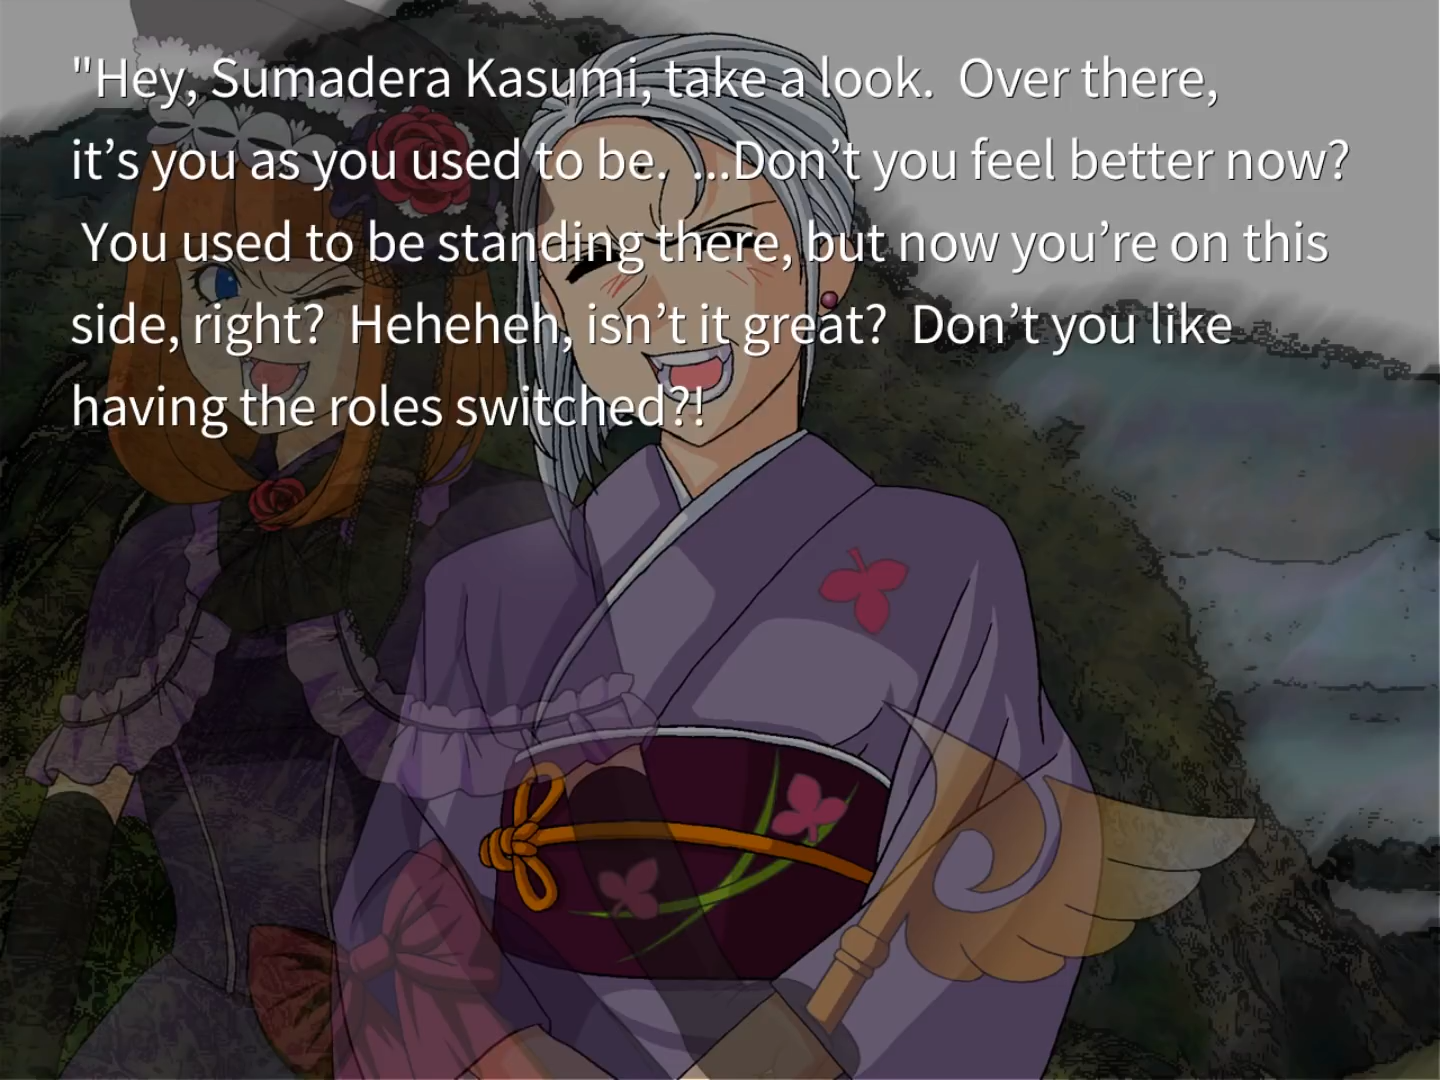 "Hey, Sumadera Kasumi, take a look.  Over there,
it’s you as you used to be.  ...Don’t you feel better now?
You used to be standing there, but now you’re on this
side, right?  Heheheh, isn’t it great?  Don’t you like
having the roles switched?!